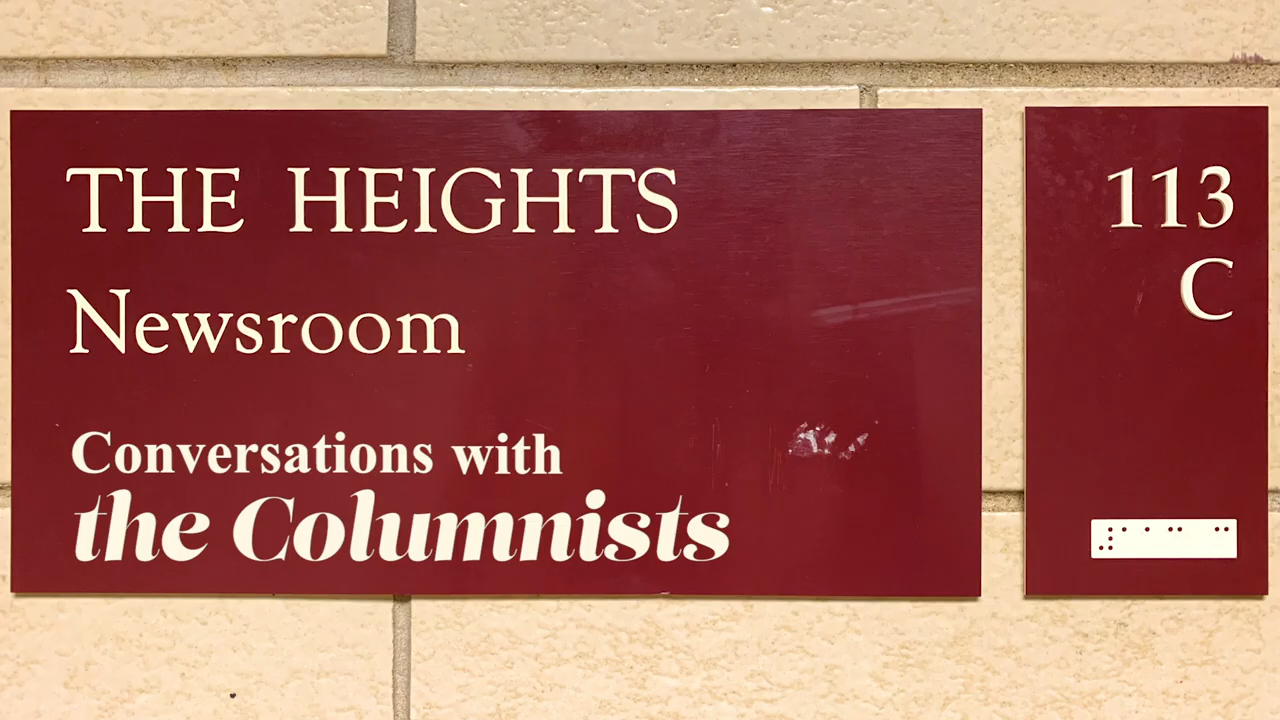 THE HEIGHTS
Newsroom
Conversations with
the Columnists
113
C